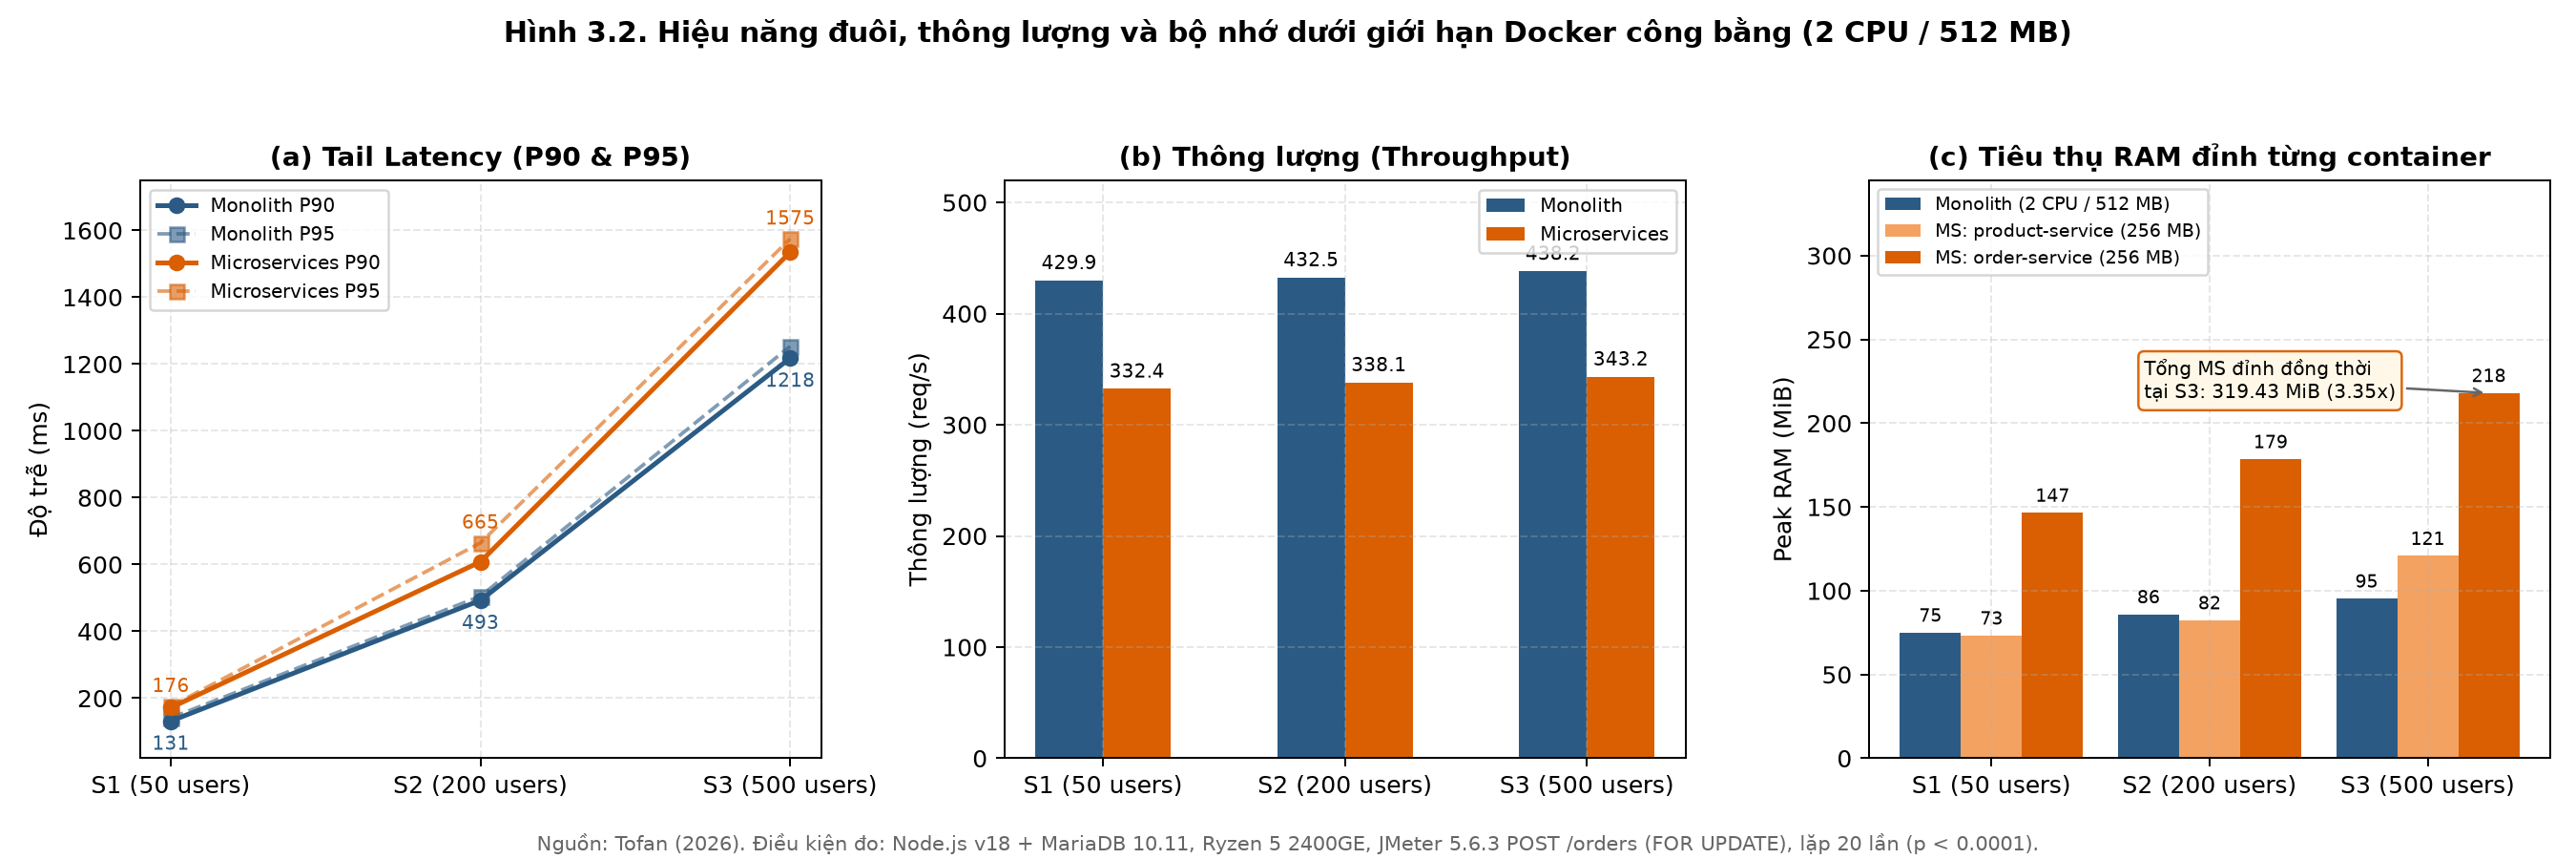 Hình 3.2. Hiệu năng đuôi, thông lượng và bộ nhớ dưới giới hạn Docker công bằng (2 CPU / 512 MB)
(a) Tail Latency (P90 & P95)
Độ trễ (ms)
1600
1400
1200
1000
800
600
400
200
Monolith P90
Monolith P95
Microservices P90
Microservices P95
1575
1218
665
493
176
131
S1 (50 users)
S2 (200 users)
S3 (500 users)
(b) Thông lượng (Throughput)
Thông lượng (req/s)
500
400
300
200
100
0
Monolith
Microservices
429.9
332.4
432.5
338.1
438.2
343.2
S1 (50 users)
S2 (200 users)
S3 (500 users)
(c) Tiêu thụ RAM đỉnh từng container
Peak RAM (MiB)
300
250
200
150
100
50
0
Monolith (2 CPU / 512 MB)
MS: product-service (256 MB)
MS: order-service (256 MB)
Tổng MS đỉnh đồng thời
tại S3: 319.43 MiB (3.35x)
75
73
147
86
82
179
95
121
218
S1 (50 users)
S2 (200 users)
S3 (500 users)
Nguồn: Tofan (2026). Điều kiện đo: Node.js v18 + MariaDB 10.11, Ryzen 5 2400GE, JMeter 5.6.3 POST /orders (FOR UPDATE), lặp 20 lần (p < 0.0001).